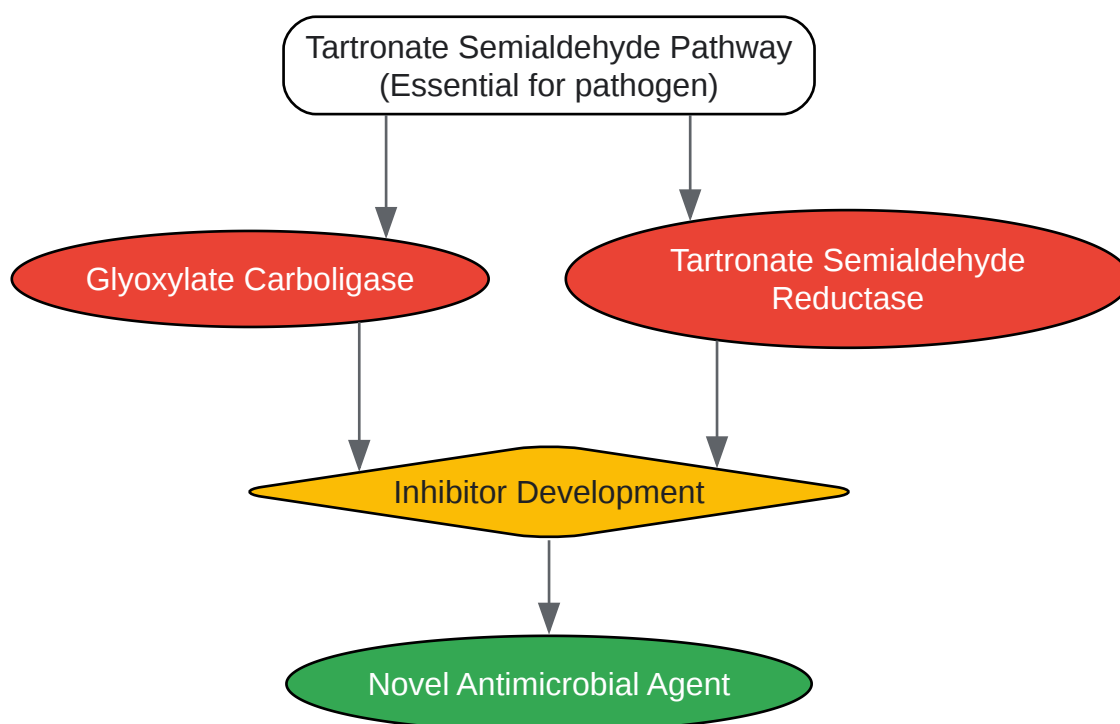 Tartronate Semialdehyde Pathway
(Essential for pathogen)
Glyoxylate Carboligase
Tartronate Semialdehyde
Reductase
Inhibitor Development
Novel Antimicrobial Agent